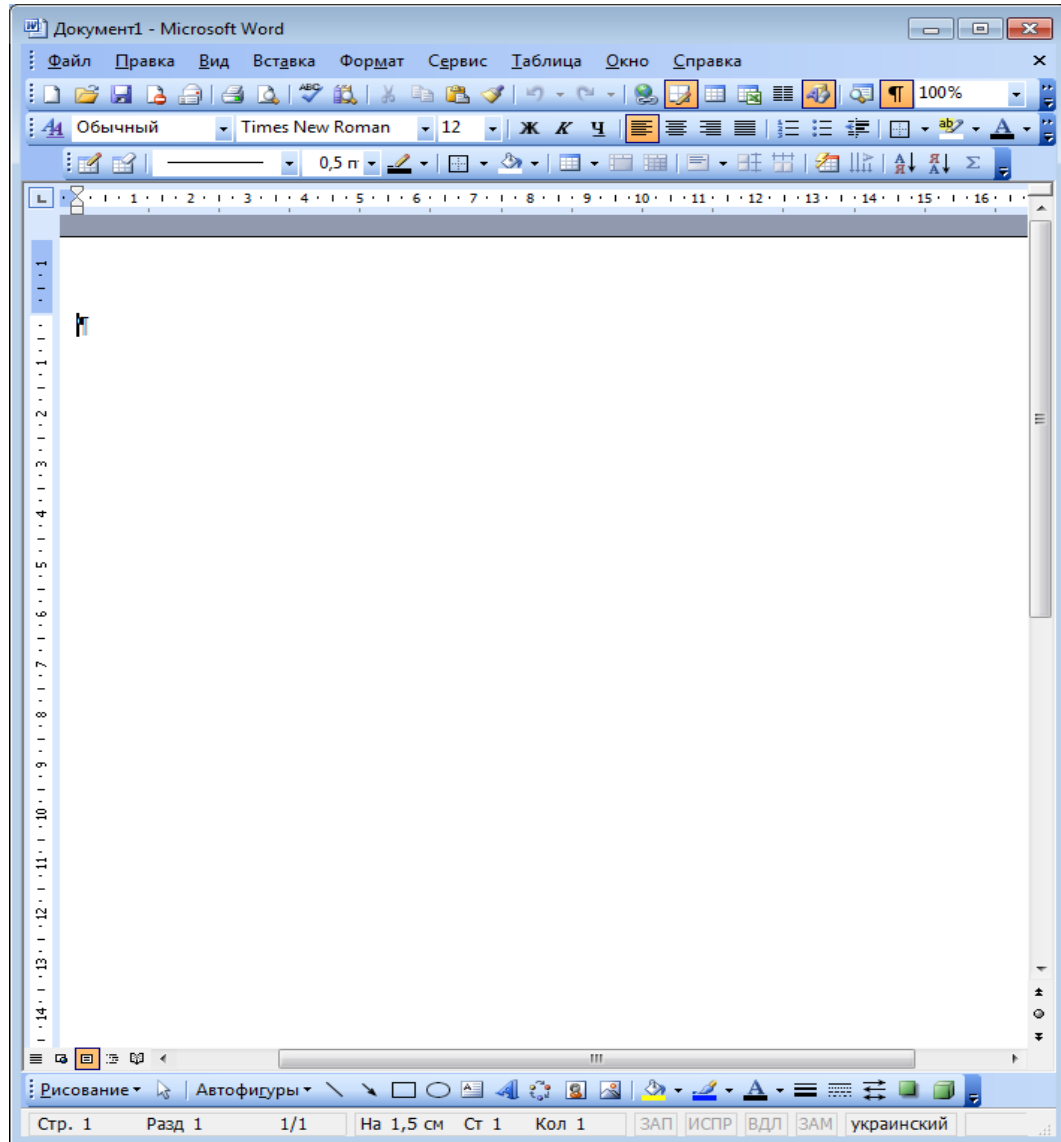 Документ1 - Microsoft Word
Файл Правка Вид Вставка Формат Сервис Таблица Окно Справка
ABC ¶ 100%
Обычный Times New Roman 12 Ж К Ч ab A
0,5 п А Я Я А Σ
1 2 3 4 5 6 7 8 9 10 11 12 13 14 15 16
1
¶
1
2
3
4
5
6
7
8
9
10
11
12
13
14
Рисование Автофигуры A A
Стр. 1 Разд 1 1/1 На 1,5 см Ст 1 Кол 1 ЗАП ИСПР ВДЛ ЗАМ украинский